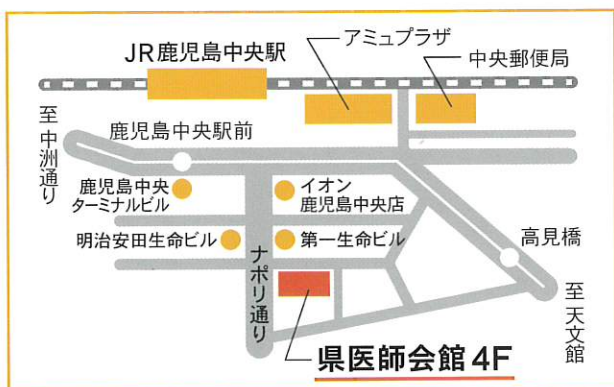 アミュプラザ
JR鹿児島中央駅
中央郵便局
至中洲通り
鹿児島中央駅前
鹿児島中央
ターミナルビル
イオン
鹿児島中央店
明治安田生命ビル
第一生命ビル
高見橋
ナポリ通り
至天文館
県医師会館4F